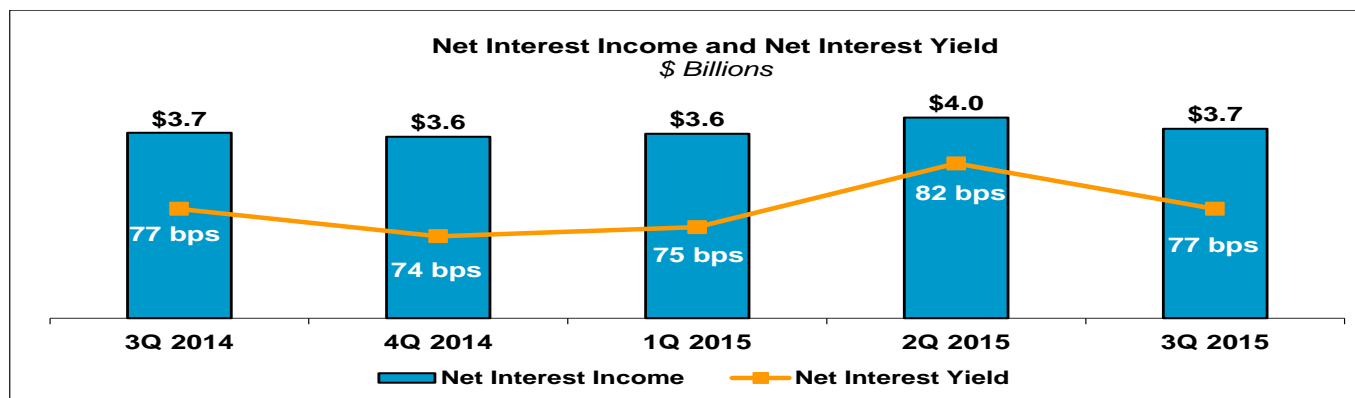 Net Interest Income and Net Interest Yield
$ Billions
$3.7 $3.6 $3.6 $4.0 $3.7
77 bps 74 bps 75 bps 82 bps 77 bps
3Q 2014 4Q 2014 1Q 2015 2Q 2015 3Q 2015
Net Interest Income Net Interest Yield